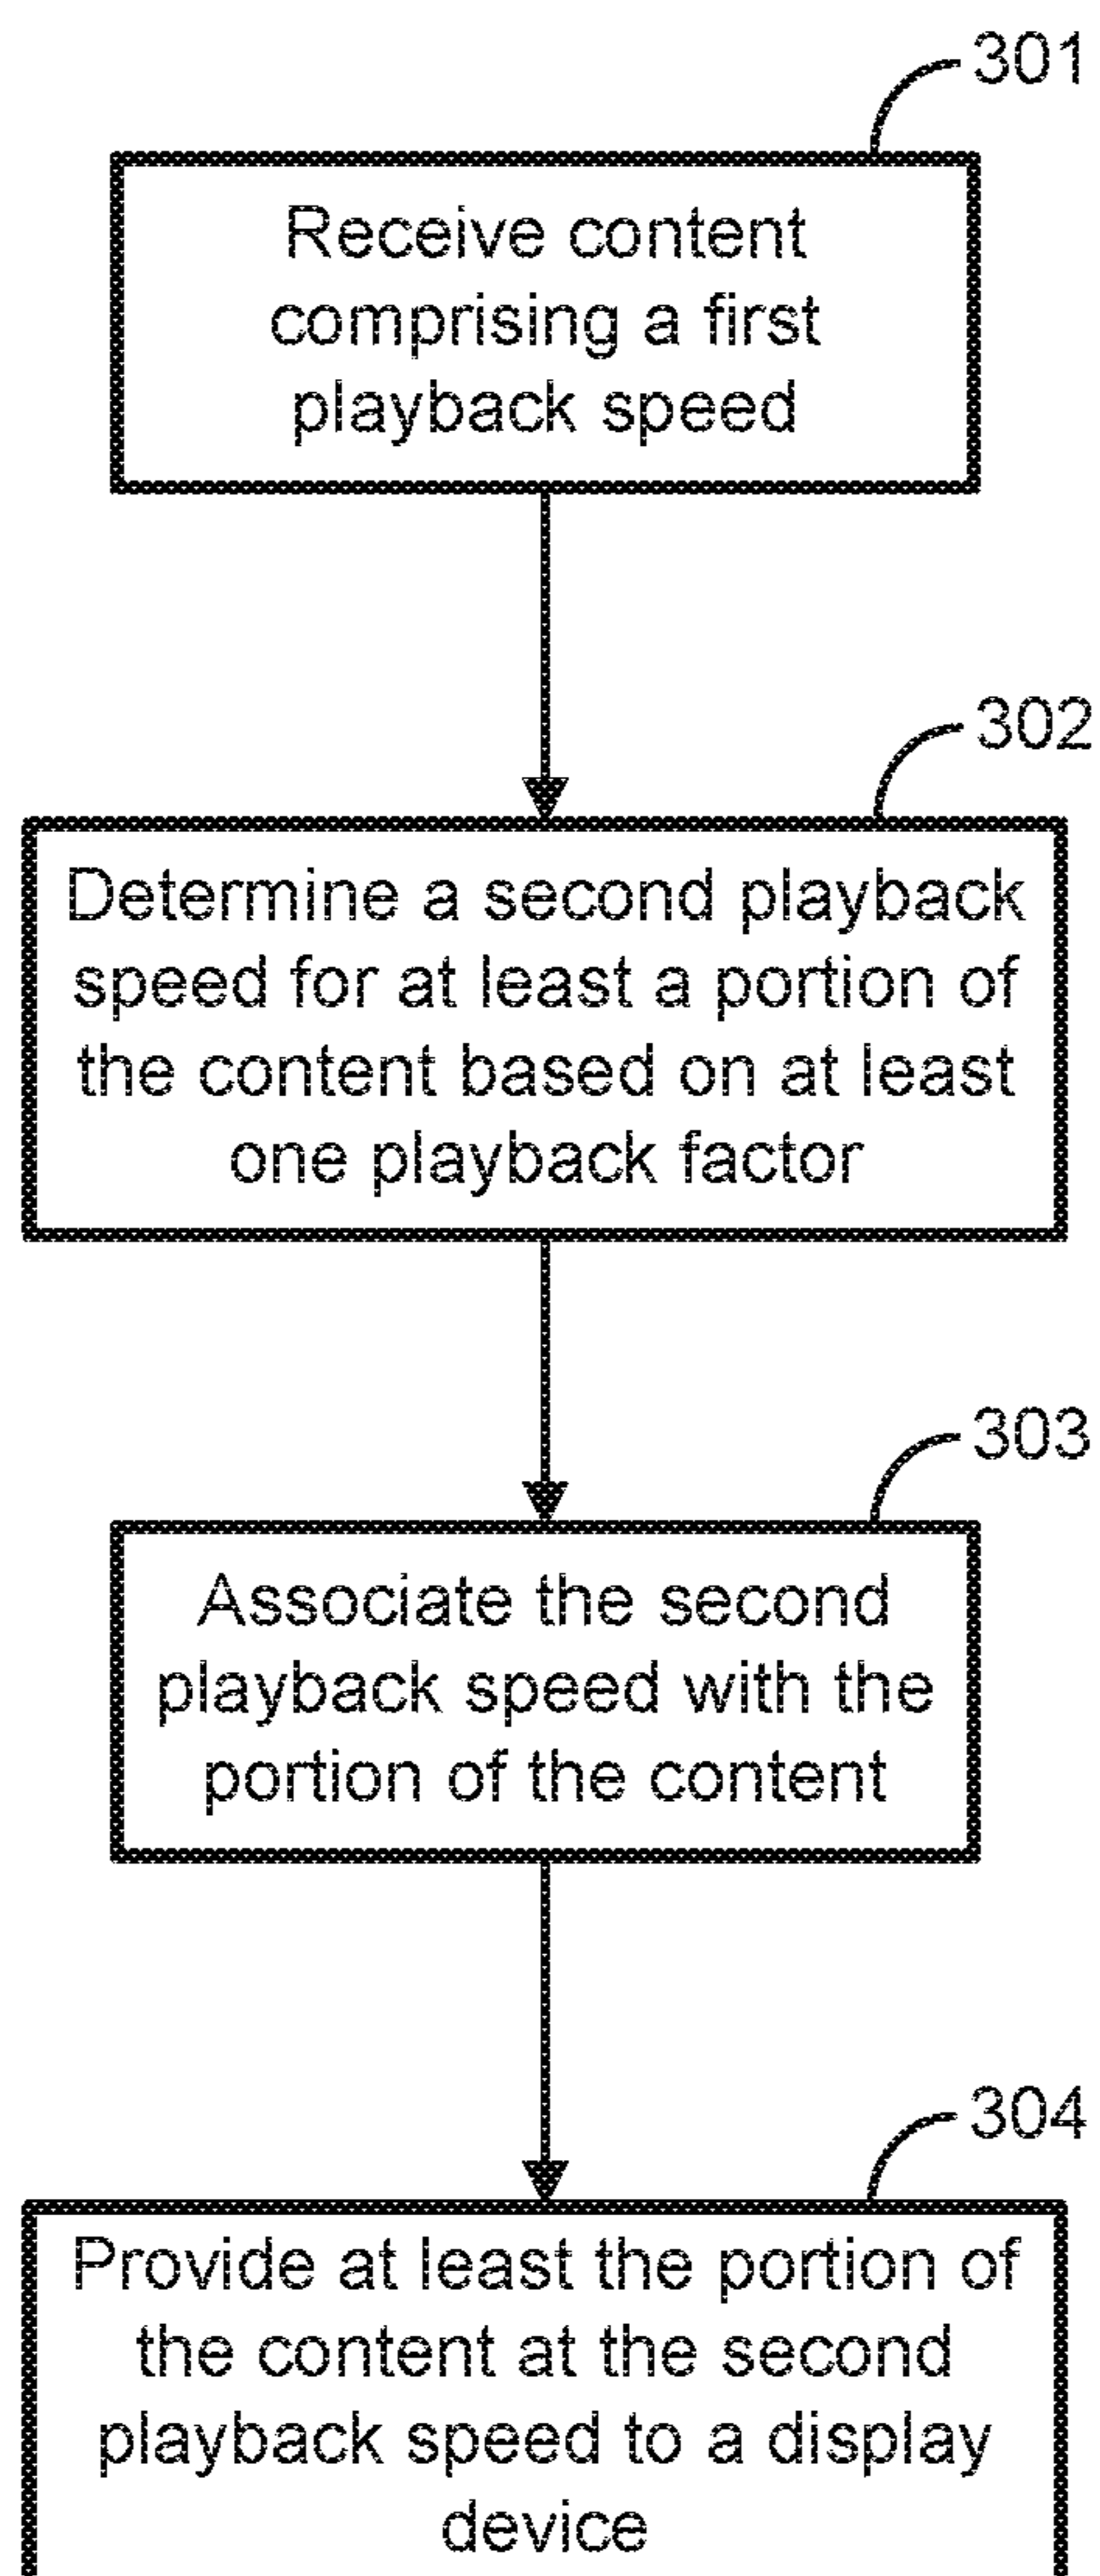 301
Receive content
comprising a first
playback speed
302
Determine a second playback
speed for at least a portion of
the content based on at least
one playback factor
303
Associate the second
playback speed with the
portion of the content
304
Provide at least the portion of
the content at the second
playback speed to a display
device